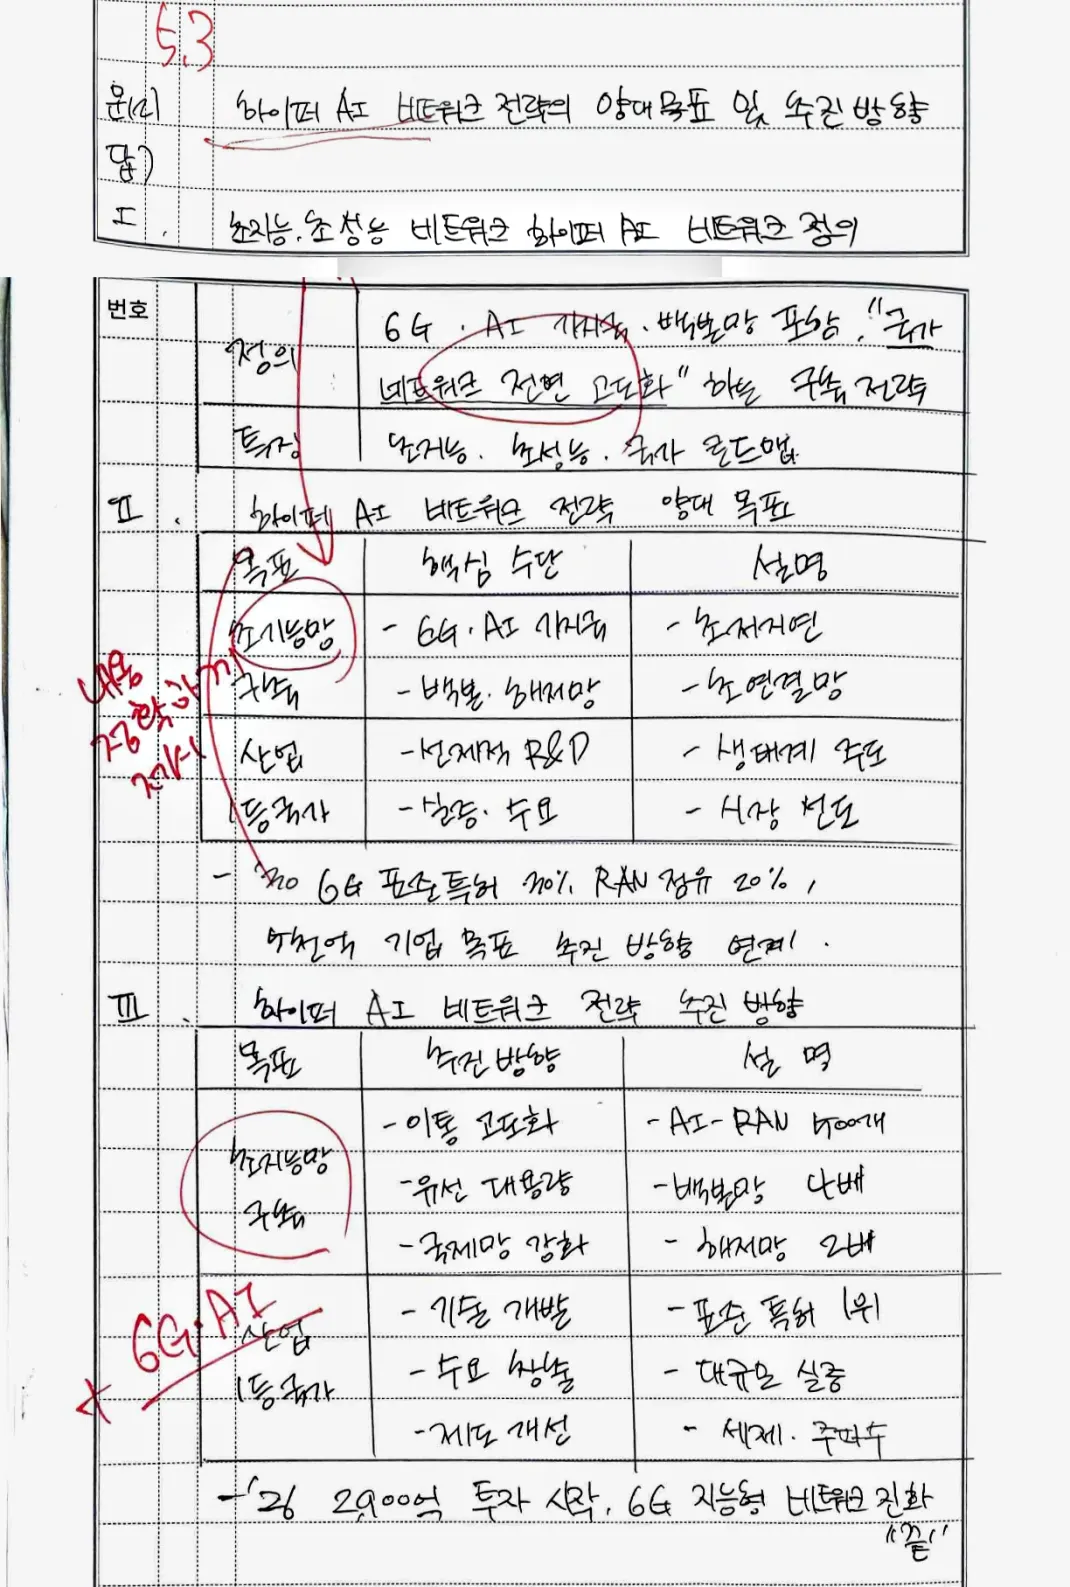 5.3
문(1) 하이퍼 AI 네트워크 전략의 양대목표 및 추진 방향
답)
I. 초지능.초성능 네트워크 하이퍼 AI 네트워크 정의
번호
6G . AI 기지국 . 백본망 포함, "국가
정의
네트워크 전면 고도화" 하는 구축 전략
특징 초지능. 초성능. 국가 로드맵
II. 하이퍼 AI 네트워크 전략 양대 목표
목표 핵심 수단 설명
초지능망 - 6G.AI 기지국 - 초저지연
구축 - 백본. 해저망 - 초연결망
내용
정확하게
제시
산업 - 선제적 R&D - 생태계 주도
1등국가 - 실증. 수요 - 시장 선도
- '30 6G 표준특허 30%, RAN 점유 20%,
수천억 기업 목표 추진 방향 연계.
III. 하이퍼 AI 네트워크 전략 추진 방향
목표 추진 방향 설명
초지능망 - 이통 고도화 - AI-RAN 500개
구축 - 유선 대용량 - 백본망 4배
- 국제망 강화 - 해저망 2배
6G.AI
산업 - 기술 개발 - 표준 특허 1위
1등국가 - 수요 창출 - 대규모 실증
- 제도 개선 - 세제. 주파수
- '26 2,900억 투자 시작, 6G 지능형 네트워크 진화
"끝"